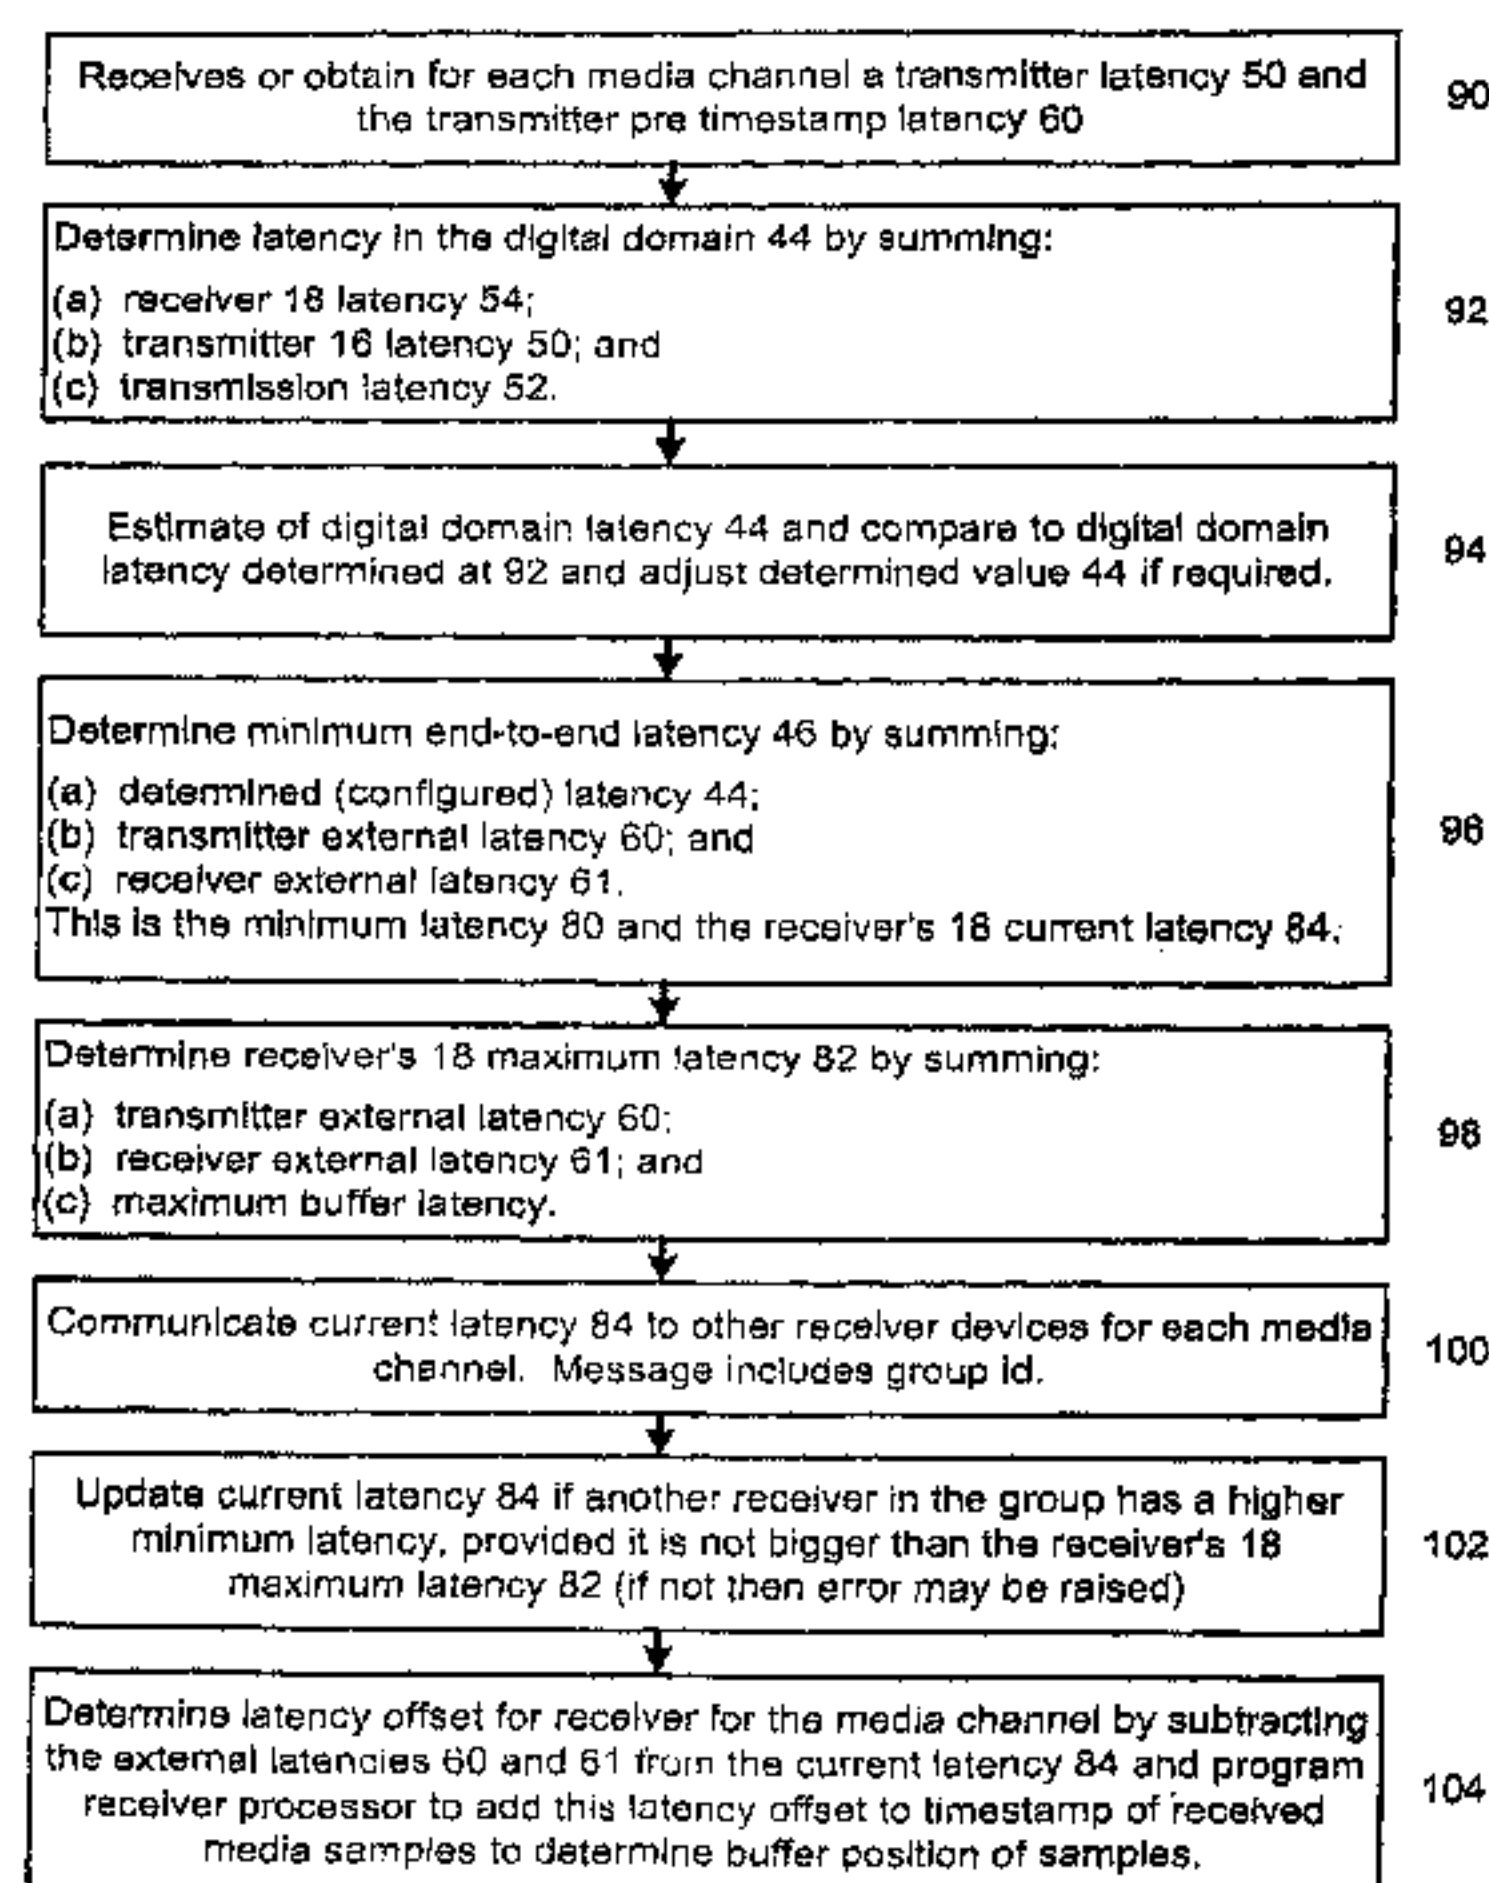 Receives or obtain for each media channel a transmitter latency 50 and
the transmitter pre timestamp latency 60
90
Determine latency in the digital domain 44 by summing:
(a) receiver 18 latency 54;
(b) transmitter 16 latency 50; and
(c) transmission latency 52.
92
Estimate of digital domain latency 44 and compare to digital domain
latency determined at 92 and adjust determined value 44 if required.
94
Determine minimum end-to-end latency 46 by summing:
(a) determined (configured) latency 44;
(b) transmitter external latency 60; and
(c) receiver external latency 61.
This is the minimum latency 80 and the receiver's 18 current latency 84.
96
Determine receiver's 18 maximum latency 82 by summing:
(a) transmitter external latency 60;
(b) receiver external latency 61; and
(c) maximum buffer latency.
98
Communicate current latency 84 to other receiver devices for each media
channel. Message includes group id.
100
Update current latency 84 if another receiver in the group has a higher
minimum latency, provided it is not bigger than the receiver's 18
maximum latency 82 (if not then error may be raised)
102
Determine latency offset for receiver for the media channel by subtracting
the external latencies 60 and 61 from the current latency 84 and program
receiver processor to add this latency offset to timestamp of received
media samples to determine buffer position of samples.
104